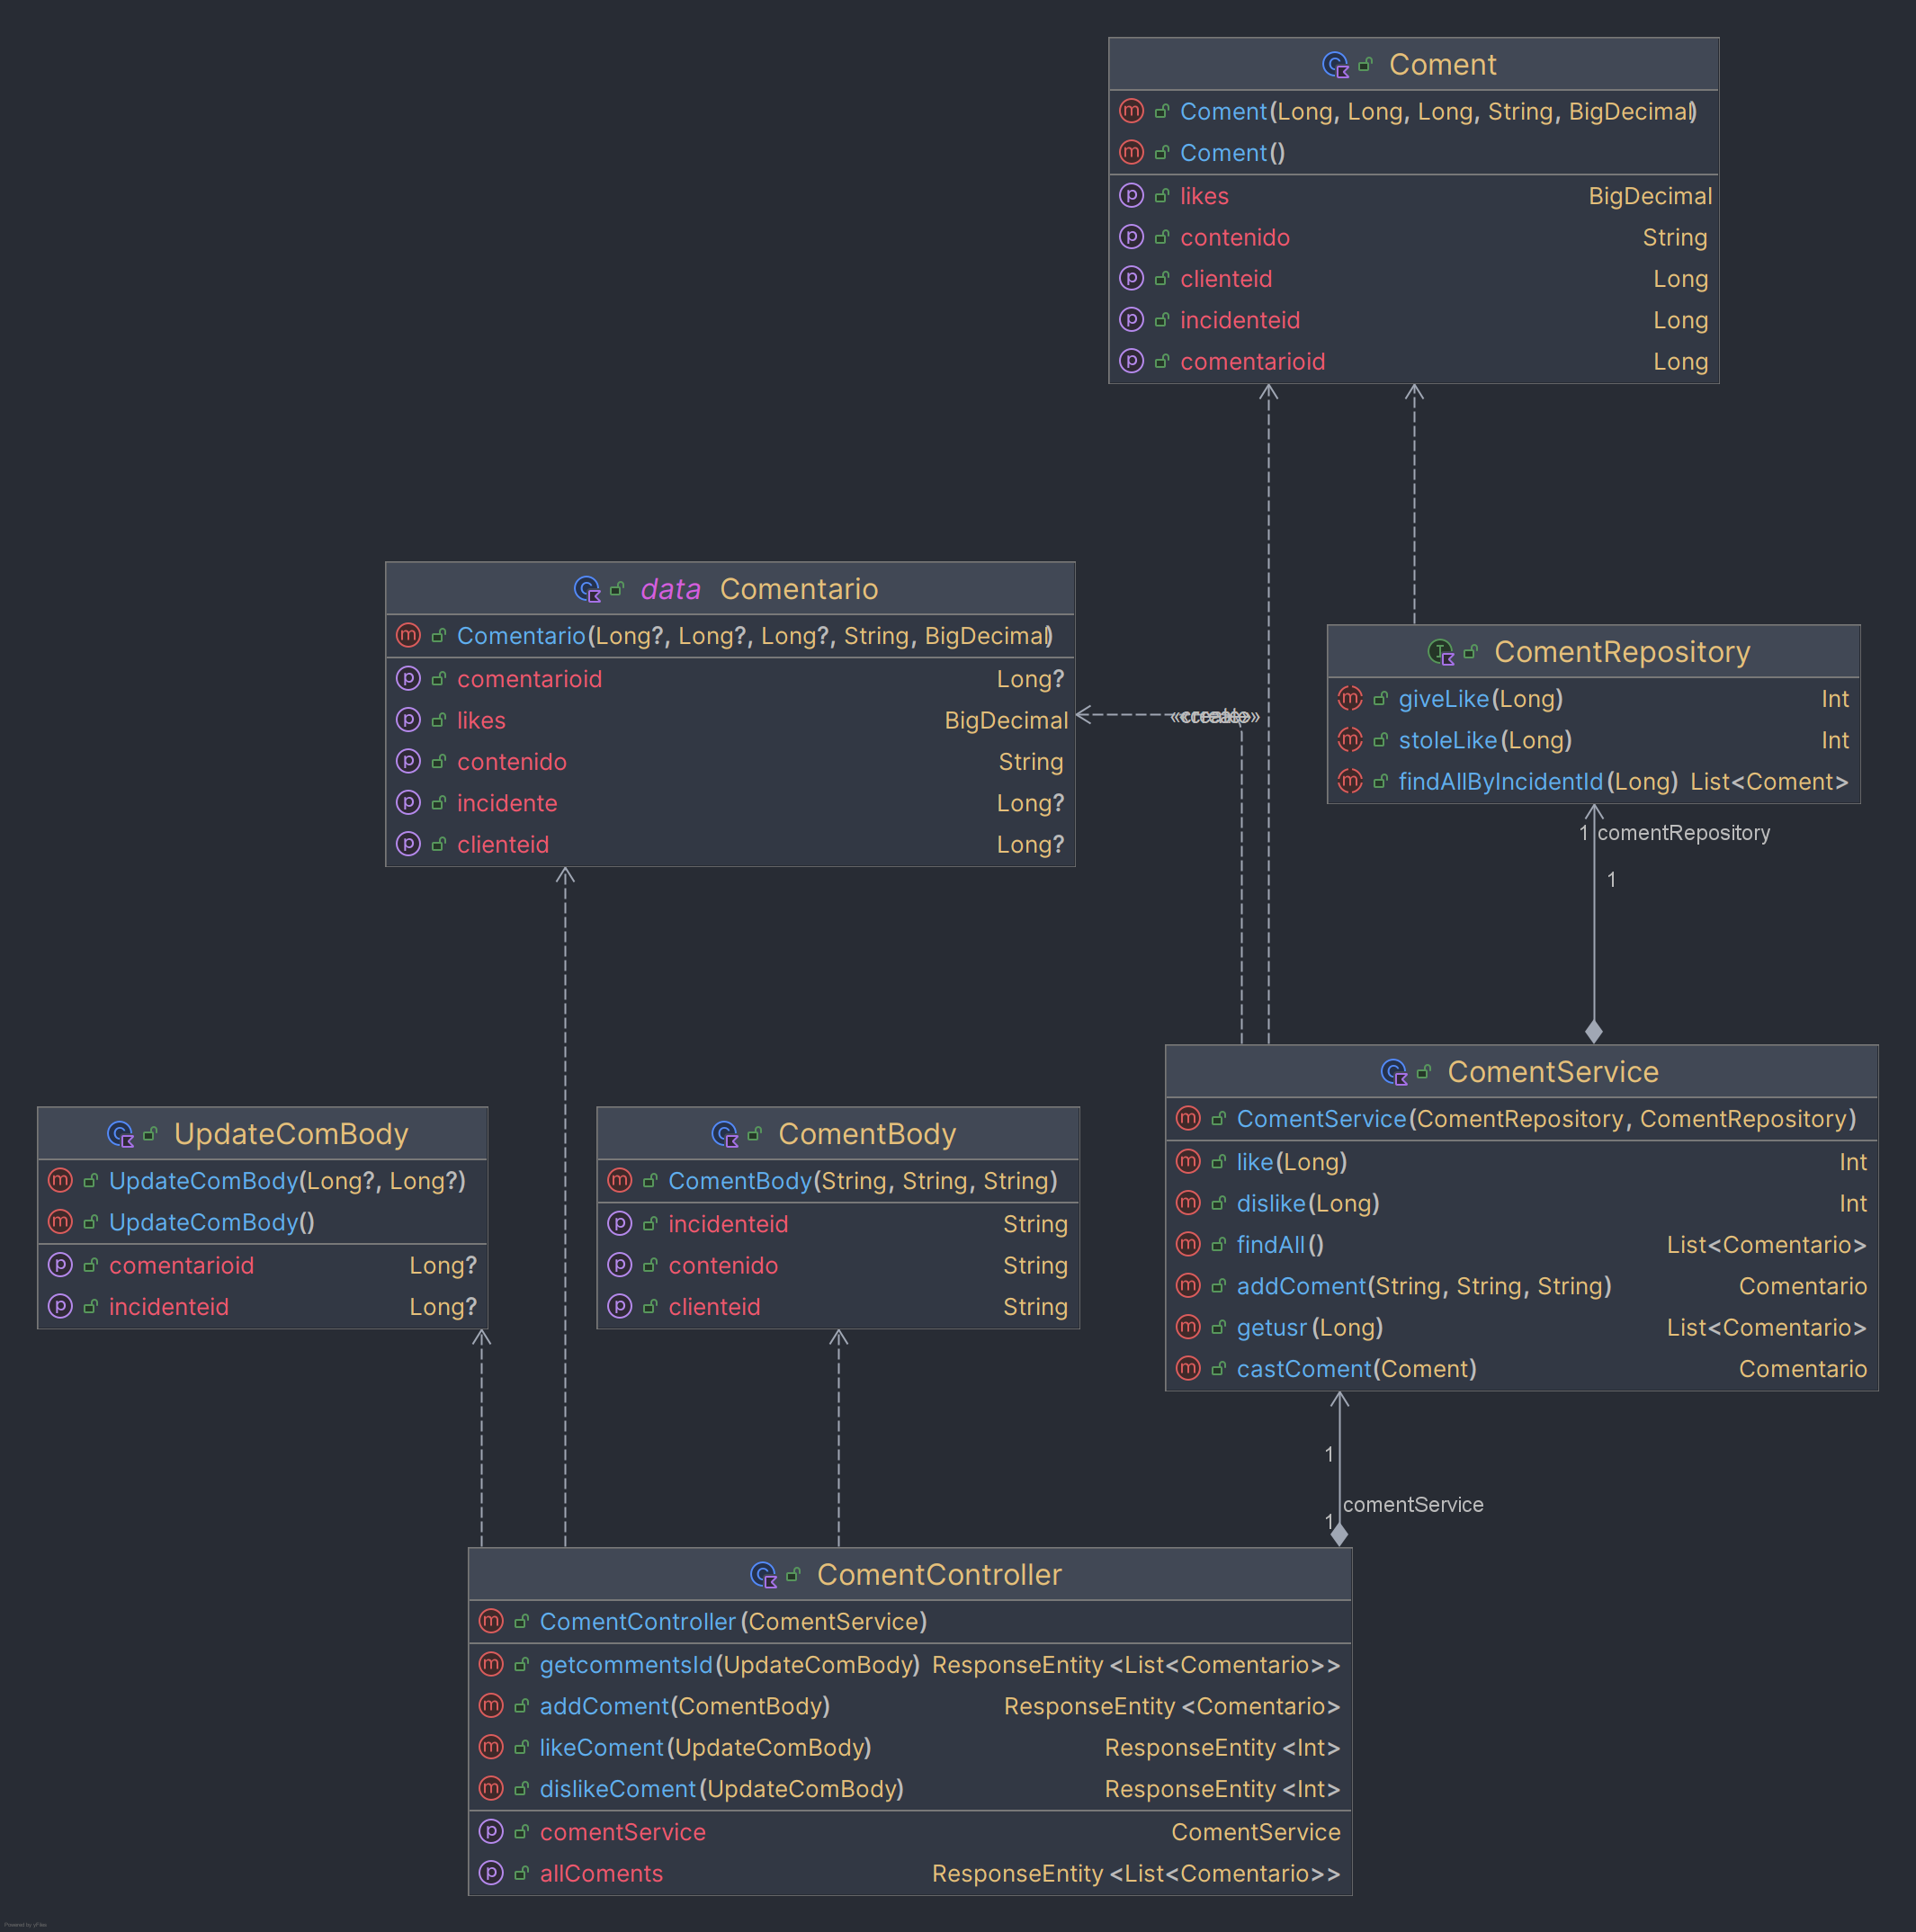 Coment
Coment(Long, Long, Long, String, BigDecimal)
Coment()
likes BigDecimal
contenido String
clienteid Long
incidenteid Long
comentarioid Long
data Comentario
Comentario(Long?, Long?, Long?, String, BigDecimal)
comentarioid Long?
likes BigDecimal
contenido String
incidente Long?
clienteid Long?
«create»
ComentRepository
giveLike(Long) Int
stoleLike(Long) Int
findAllByIncidentId(Long) List<Coment>
1 comentRepository
1
ComentService
ComentService(ComentRepository, ComentRepository)
like(Long) Int
dislike(Long) Int
findAll() List<Comentario>
addComent(String, String, String) Comentario
getusr(Long) List<Comentario>
castComent(Coment) Comentario
UpdateComBody
UpdateComBody(Long?, Long?)
UpdateComBody()
comentarioid Long?
incidenteid Long?
ComentBody
ComentBody(String, String, String)
incidenteid String
contenido String
clienteid String
1
comentService
1
ComentController
ComentController(ComentService)
getcommentsId(UpdateComBody) ResponseEntity<List<Comentario>>
addComent(ComentBody) ResponseEntity<Comentario>
likeComent(UpdateComBody) ResponseEntity<Int>
dislikeComent(UpdateComBody) ResponseEntity<Int>
comentService ComentService
allComents ResponseEntity<List<Comentario>>
Powered by yFiles